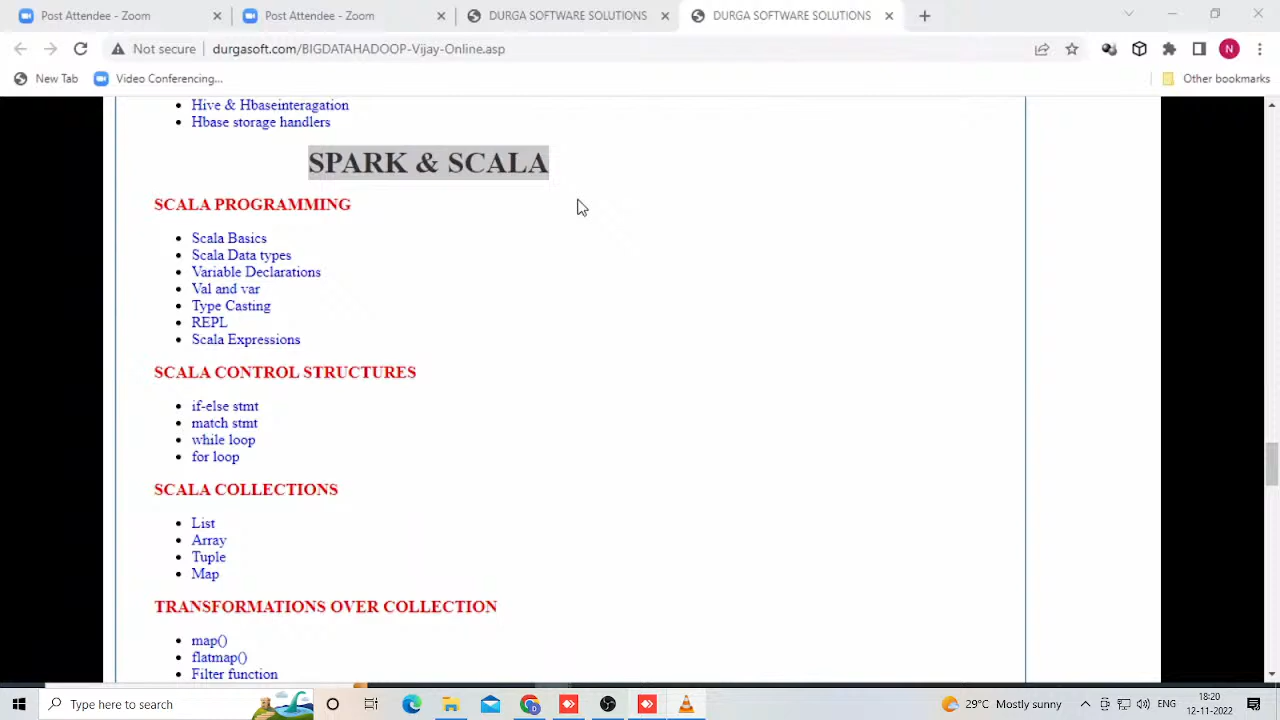 Post Attendee - Zoom
Post Attendee - Zoom
DURGA SOFTWARE SOLUTIONS
DURGA SOFTWARE SOLUTIONS
Not secure
durgasoft.com/BIGDATAHADOOP-Vijay-Online.asp
N
New Tab
Video Conferencing...
Other bookmarks
Hive & Hbaseinteragation
Hbase storage handlers
SPARK & SCALA
SCALA PROGRAMMING
Scala Basics
Scala Data types
Variable Declarations
Val and var
Type Casting
REPL
Scala Expressions
SCALA CONTROL STRUCTURES
if-else stmt
match stmt
while loop
for loop
SCALA COLLECTIONS
List
Array
Tuple
Map
TRANSFORMATIONS OVER COLLECTION
map()
flatmap()
Filter function
Type here to search
29°C Mostly sunny
ENG
18:20
12-11-2022